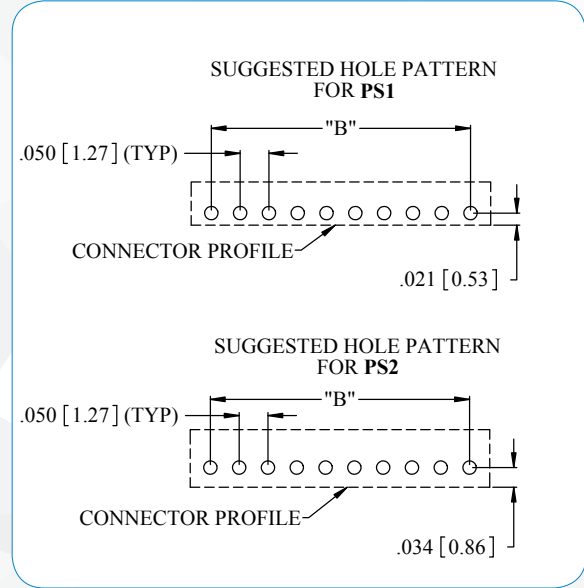 SUGGESTED HOLE PATTERN
FOR PS1
"B"
.050 [1.27] (TYP)
CONNECTOR PROFILE
.021 [0.53]
SUGGESTED HOLE PATTERN
FOR PS2
"B"
.050 [1.27] (TYP)
CONNECTOR PROFILE
.034 [0.86]